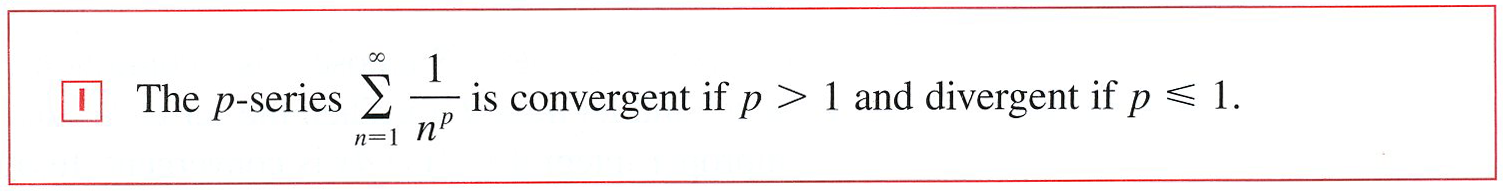 1 The p-series ∑_{n=1}^{∞} 1/n^p is convergent if p > 1 and divergent if p ⩽ 1.